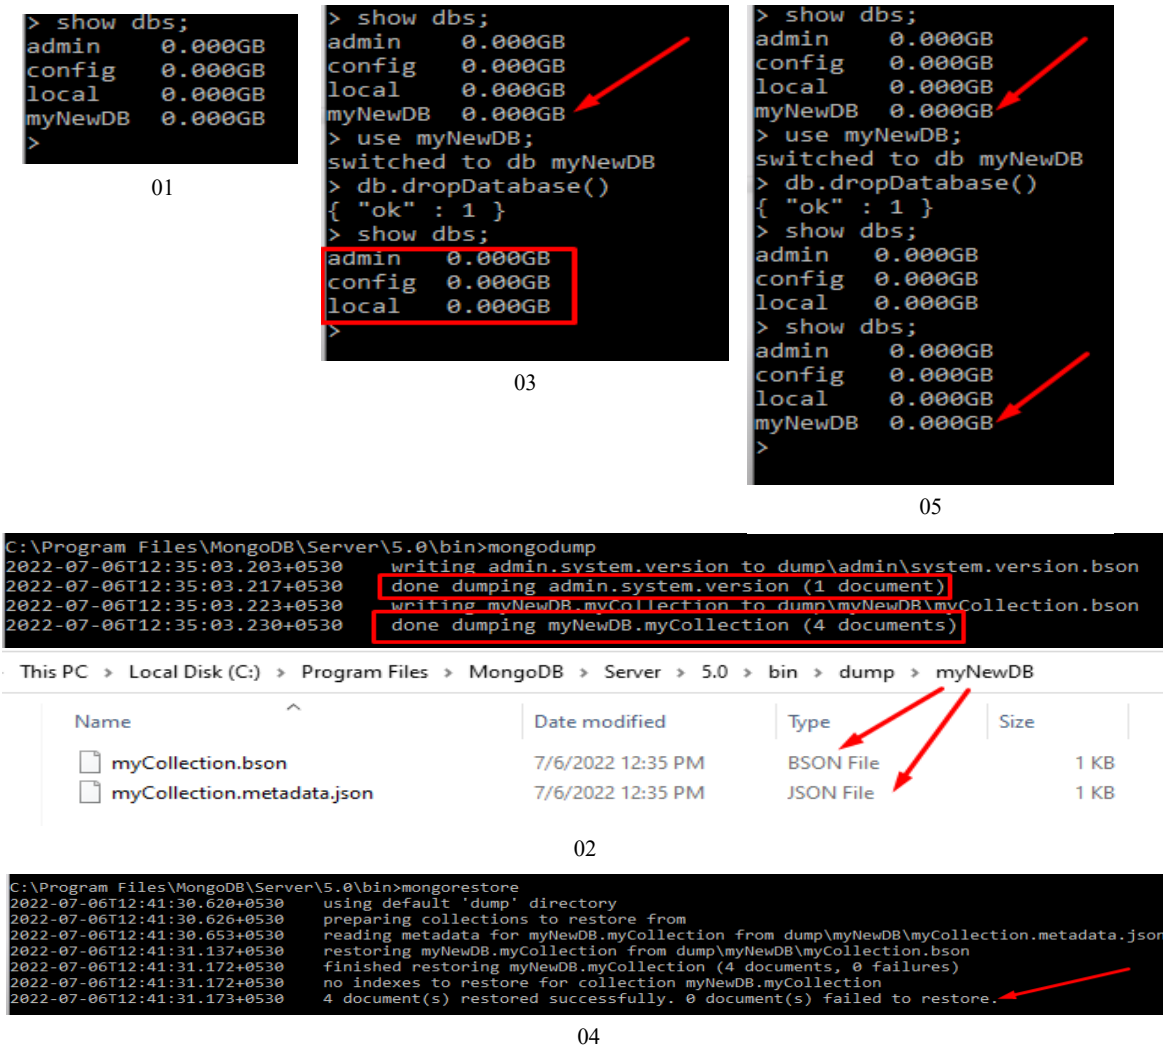 > show dbs;
admin    0.000GB
config   0.000GB
local    0.000GB
myNewDB  0.000GB
>
01
> show dbs;
admin    0.000GB
config   0.000GB
local    0.000GB
myNewDB  0.000GB
> use myNewDB;
switched to db myNewDB
> db.dropDatabase()
{ "ok" : 1 }
> show dbs;
admin   0.000GB
config  0.000GB
local   0.000GB
>
03
> show dbs;
admin    0.000GB
config   0.000GB
local    0.000GB
myNewDB  0.000GB
> use myNewDB;
switched to db myNewDB
> db.dropDatabase()
{ "ok" : 1 }
> show dbs;
admin   0.000GB
config  0.000GB
local   0.000GB
> show dbs;
admin    0.000GB
config   0.000GB
local    0.000GB
myNewDB  0.000GB
>
05
C:\Program Files\MongoDB\Server\5.0\bin>mongodump
2022-07-06T12:35:03.203+0530    writing admin.system.version to dump\admin\system.version.bson
2022-07-06T12:35:03.217+0530    done dumping admin.system.version (1 document)
2022-07-06T12:35:03.223+0530    writing myNewDB.myCollection to dump\myNewDB\myCollection.bson
2022-07-06T12:35:03.230+0530    done dumping myNewDB.myCollection (4 documents)
This PC > Local Disk (C:) > Program Files > MongoDB > Server > 5.0 > bin > dump > myNewDB
Name Date modified Type Size
myCollection.bson 7/6/2022 12:35 PM BSON File 1 KB
myCollection.metadata.json 7/6/2022 12:35 PM JSON File 1 KB
02
C:\Program Files\MongoDB\Server\5.0\bin>mongorestore
2022-07-06T12:41:30.620+0530    using default 'dump' directory
2022-07-06T12:41:30.626+0530    preparing collections to restore from
2022-07-06T12:41:30.653+0530    reading metadata for myNewDB.myCollection from dump\myNewDB\myCollection.metadata.json
2022-07-06T12:41:31.137+0530    restoring myNewDB.myCollection from dump\myNewDB\myCollection.bson
2022-07-06T12:41:31.172+0530    finished restoring myNewDB.myCollection (4 documents, 0 failures)
2022-07-06T12:41:31.172+0530    no indexes to restore for collection myNewDB.myCollection
2022-07-06T12:41:31.173+0530    4 document(s) restored successfully. 0 document(s) failed to restore.
04